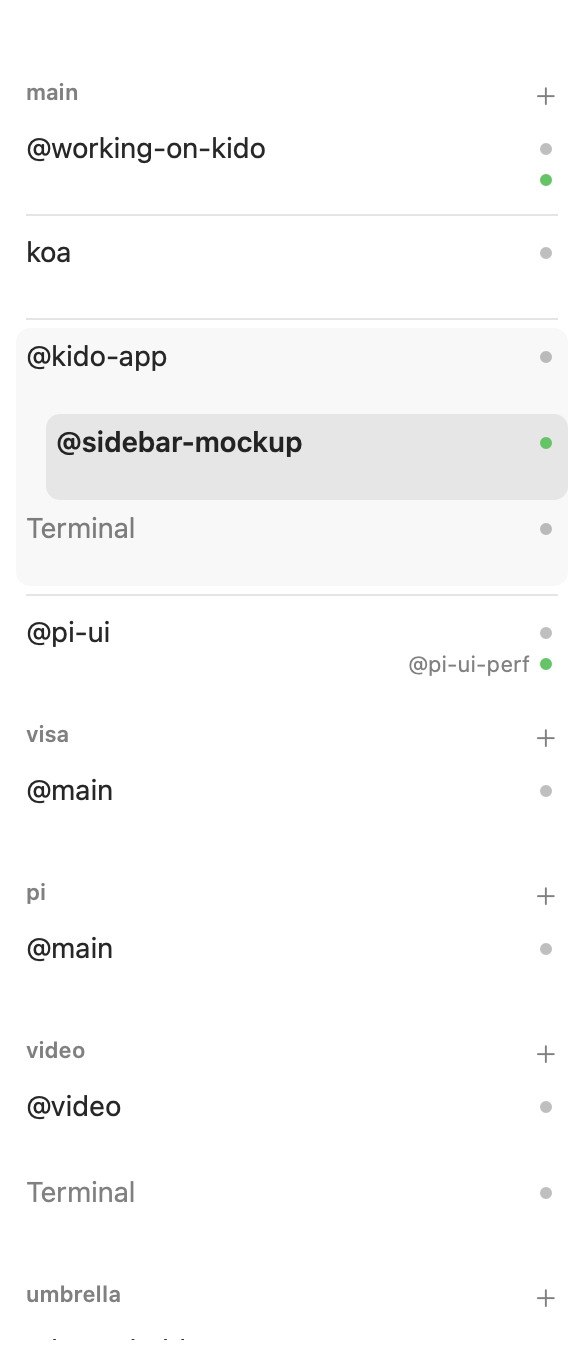 main
@working-on-kido
koa
@kido-app
@sidebar-mockup
Terminal
@pi-ui
@pi-ui-perf
visa
@main
pi
@main
video
@video
Terminal
umbrella